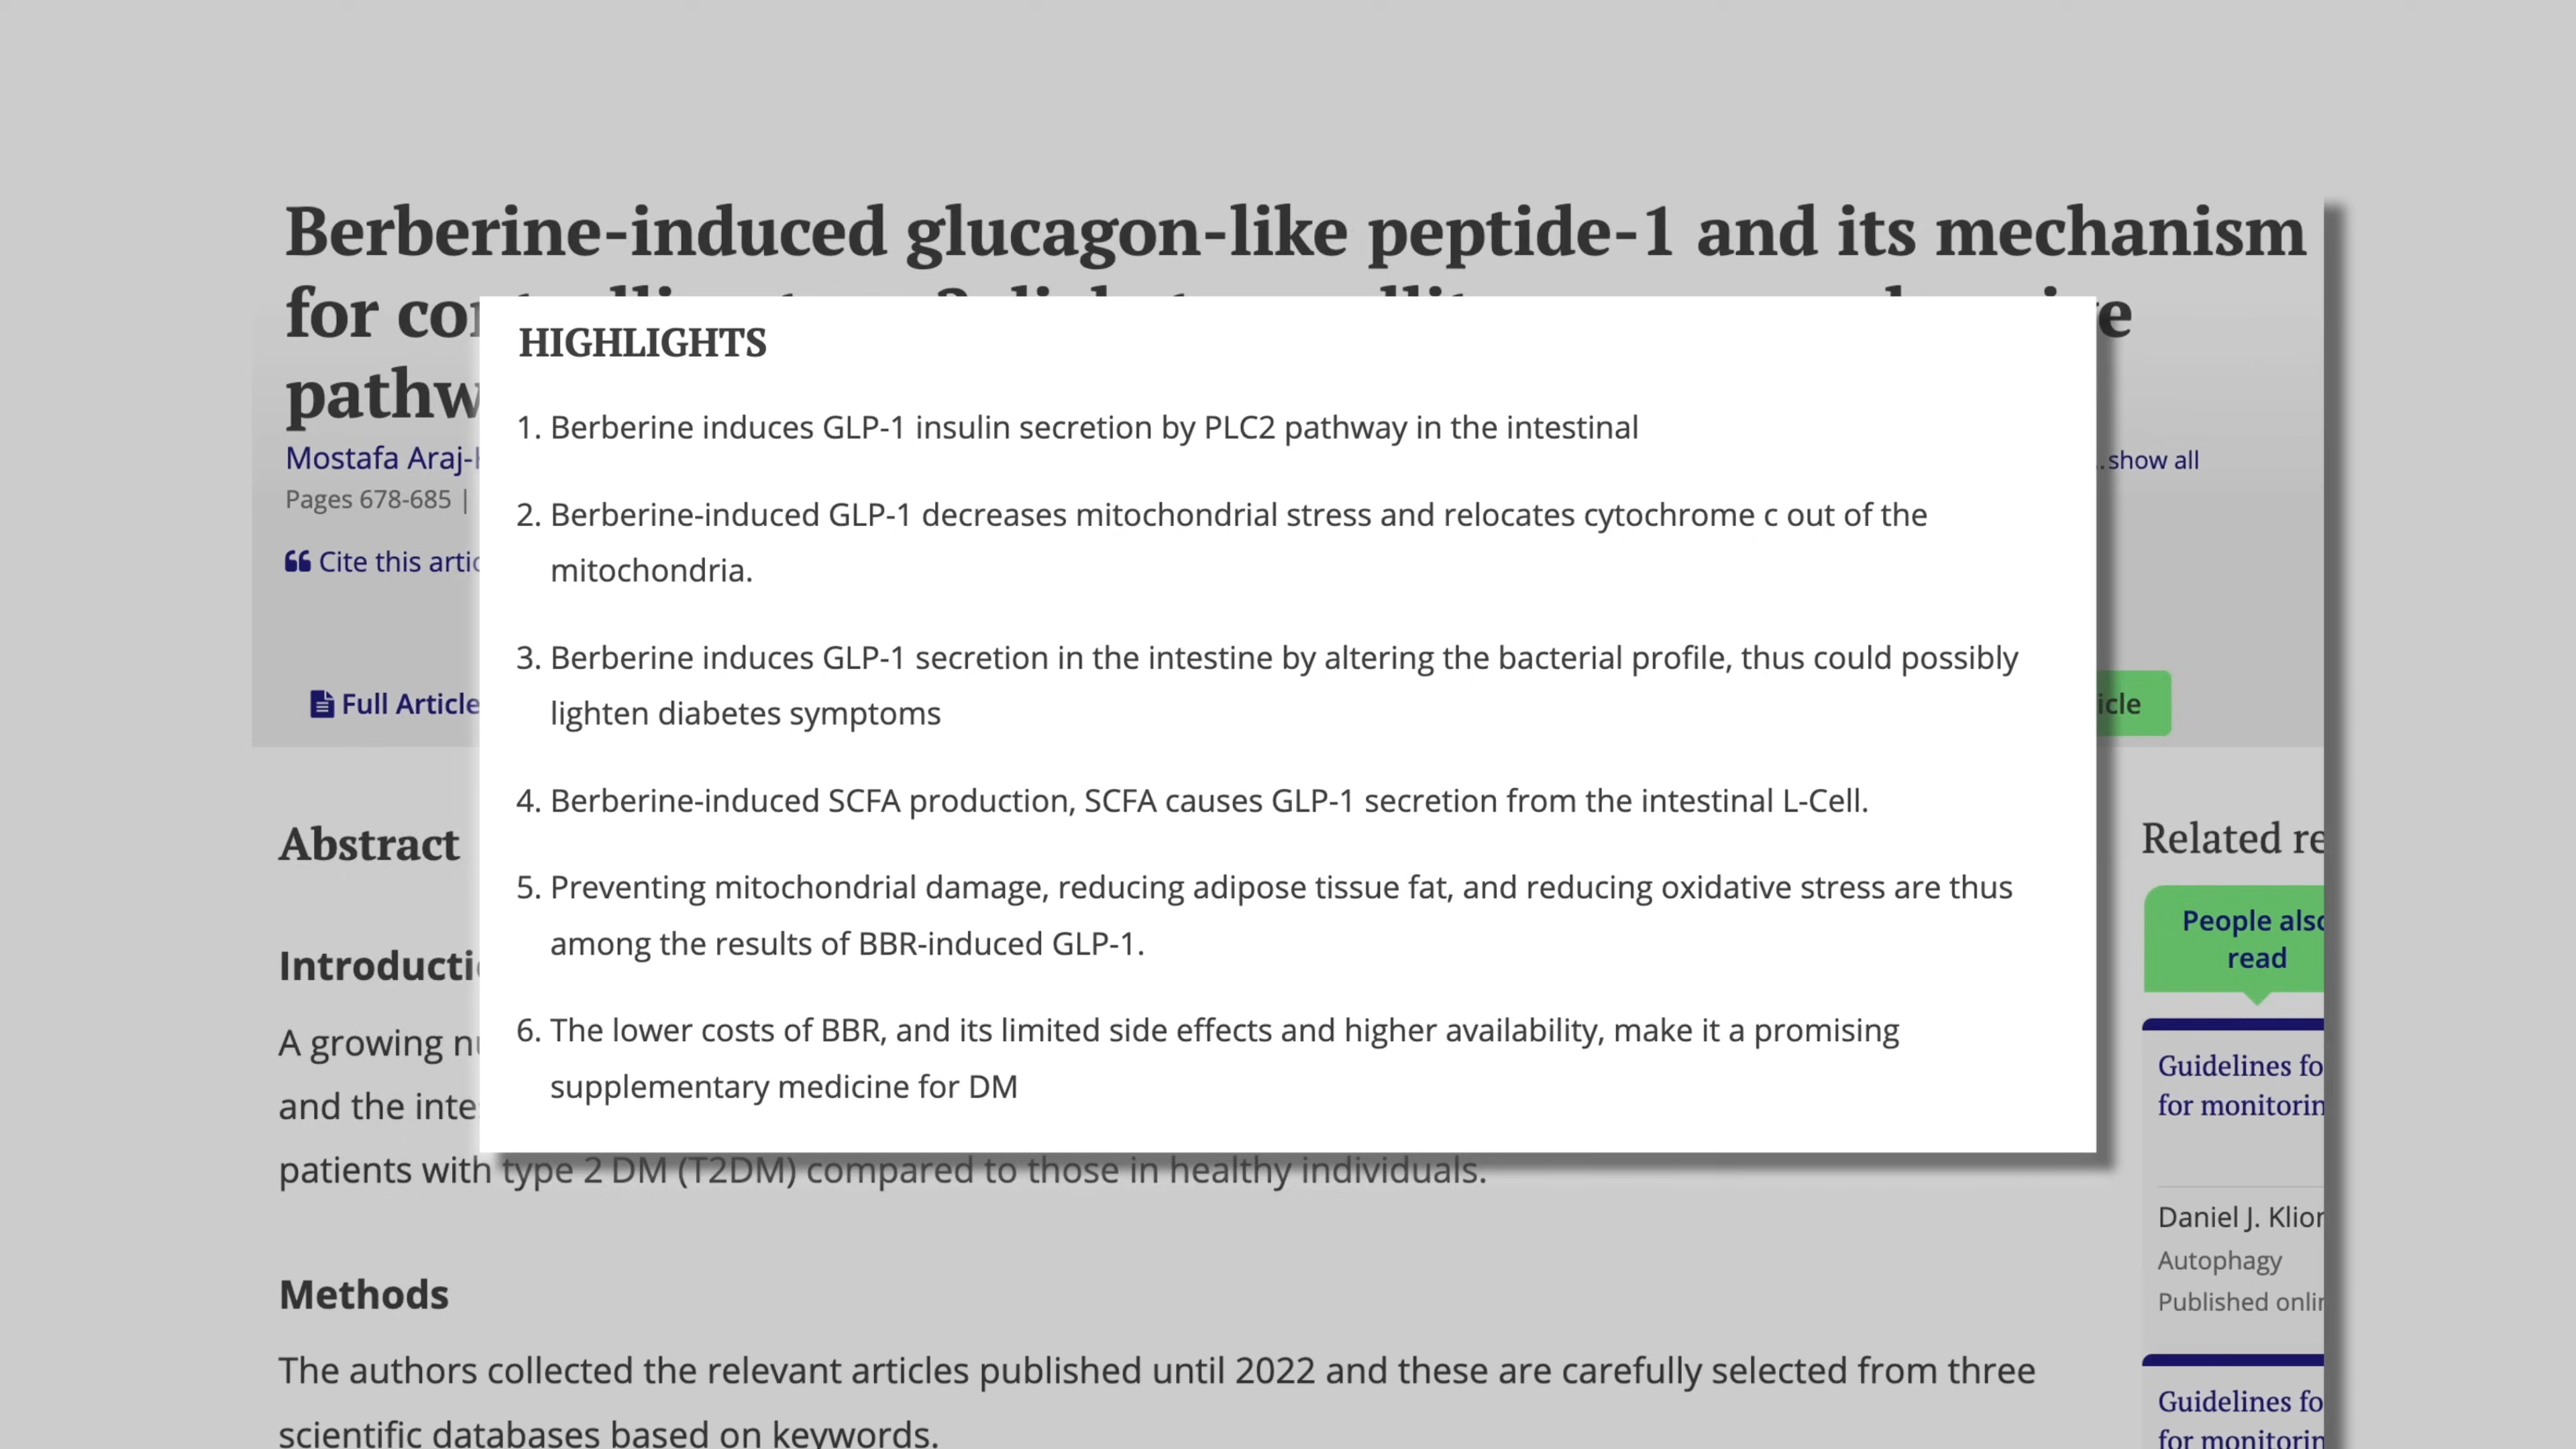 Berberine-induced glucagon-like peptide-1 and its mechanism
for
pathw
HIGHLIGHTS
1. Berberine induces GLP-1 insulin secretion by PLC2 pathway in the intestinal
2. Berberine-induced GLP-1 decreases mitochondrial stress and relocates cytochrome c out of the
mitochondria.
3. Berberine induces GLP-1 secretion in the intestine by altering the bacterial profile, thus could possibly
lighten diabetes symptoms
4. Berberine-induced SCFA production, SCFA causes GLP-1 secretion from the intestinal L-Cell.
5. Preventing mitochondrial damage, reducing adipose tissue fat, and reducing oxidative stress are thus
among the results of BBR-induced GLP-1.
6. The lower costs of BBR, and its limited side effects and higher availability, make it a promising
supplementary medicine for DM
Mostafa Araj-
...show all
Pages 678-685 |
Cite this artic
Full Article
icle
Abstract
Introducti
A growing nu
and the inte
patients with type 2 DM (T2DM) compared to those in healthy individuals.
Methods
The authors collected the relevant articles published until 2022 and these are carefully selected from three
scientific databases based on keywords.
Related re
People also
read
Guidelines fo
for monitorin
Daniel J. Klior
Autophagy
Published onlin
Guidelines fo
for monitorin